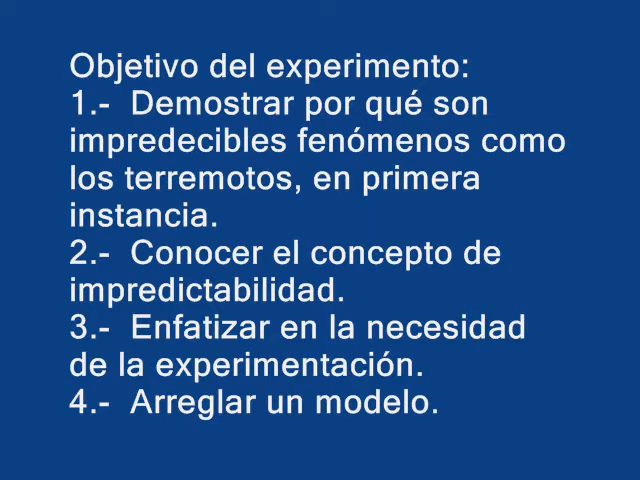 Objetivo del experimento:
1.-  Demostrar por qué son
impredecibles fenómenos como
los terremotos, en primera
instancia.
2.-  Conocer el concepto de
impredictabilidad.
3.-  Enfatizar en la necesidad
de la experimentación.
4.-  Arreglar un modelo.